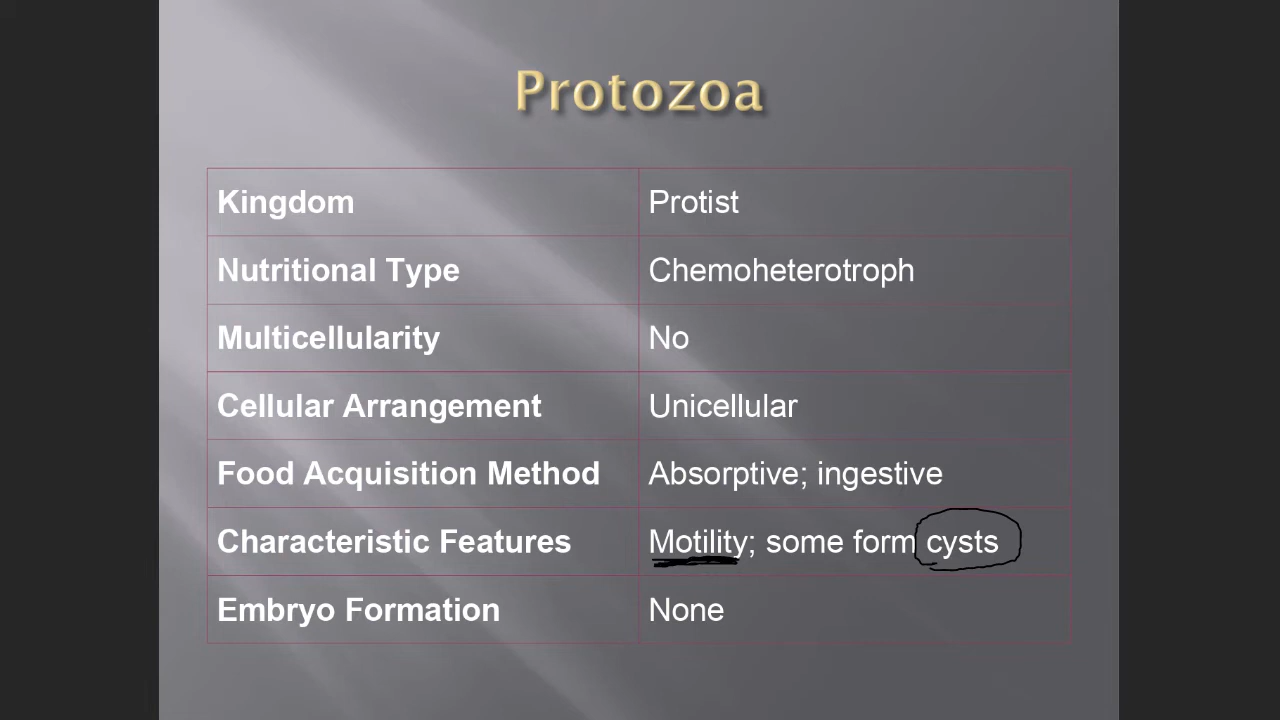 Protozoa
Kingdom Protist
Nutritional Type Chemoheterotroph
Multicellularity No
Cellular Arrangement Unicellular
Food Acquisition Method Absorptive; ingestive
Characteristic Features Motility; some form cysts
Embryo Formation None